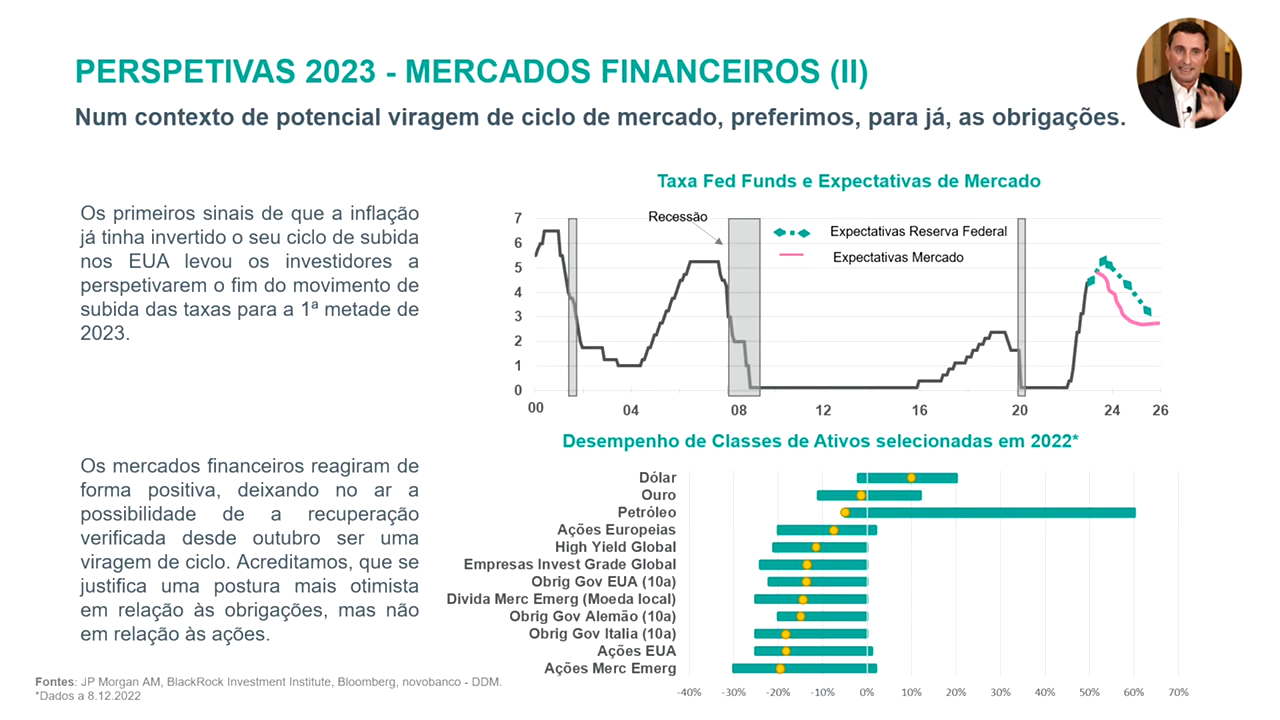 PERSPETIVAS 2023 - MERCADOS FINANCEIROS (II)
Num contexto de potencial viragem de ciclo de mercado, preferimos, para já, as obrigações.
Os primeiros sinais de que a inflação
já tinha invertido o seu ciclo de subida
nos EUA levou os investidores a
perspetivarem o fim do movimento de
subida das taxas para a 1ª metade de
2023.
Taxa Fed Funds e Expectativas de Mercado
Recessão
Expectativas Reserva Federal
Expectativas Mercado
7
6
5
4
3
2
1
0
00 04 08 12 16 20 24 26
Os mercados financeiros reagiram de
forma positiva, deixando no ar a
possibilidade de a recuperação
verificada desde outubro ser uma
viragem de ciclo. Acreditamos, que se
justifica uma postura mais otimista
em relação às obrigações, mas não
em relação às ações.
Desempenho de Classes de Ativos selecionadas em 2022*
Dólar
Ouro
Petróleo
Ações Europeias
High Yield Global
Empresas Invest Grade Global
Obrig Gov EUA (10a)
Divida Merc Emerg (Moeda local)
Obrig Gov Alemão (10a)
Obrig Gov Italia (10a)
Ações EUA
Ações Merc Emerg
-40% -30% -20% -10% 0% 10% 20% 30% 40% 50% 60% 70%
Fontes: JP Morgan AM, BlackRock Investment Institute, Bloomberg, novobanco - DDM.
*Dados a 8.12.2022